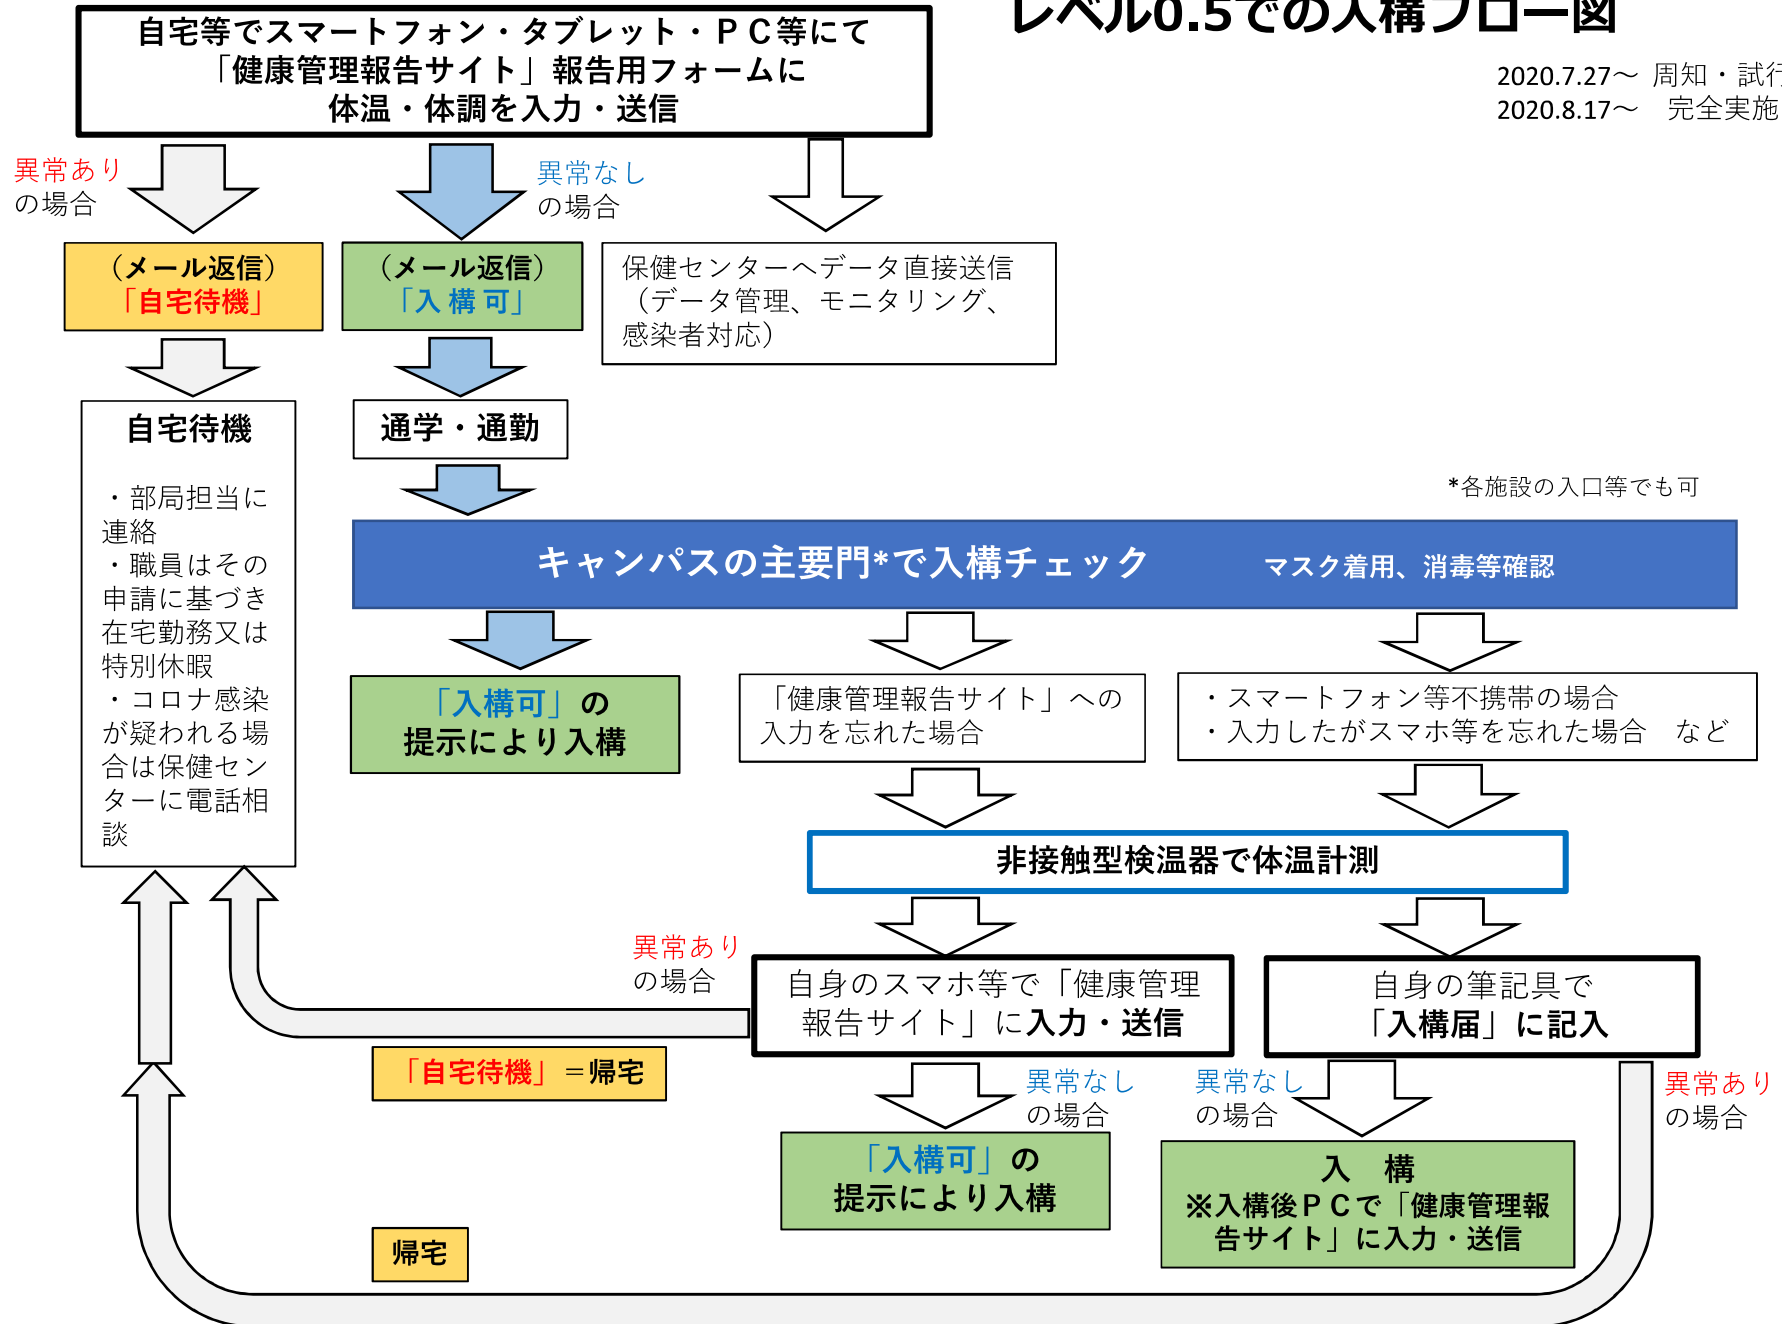 レベル0.5での入構フロー図
2020.7.27～ 周知・試行
2020.8.17～ 完全実施
自宅等でスマートフォン・タブレット・ＰＣ等にて
「健康管理報告サイト」報告用フォームに
体温・体調を入力・送信
異常あり
の場合
異常なし
の場合
（メール返信）
「自宅待機」
（メール返信）
「入 構 可」
保健センターへデータ直接送信
（データ管理、モニタリング、
感染者対応）
自宅待機
・部局担当に
連絡
・職員はその
申請に基づき
在宅勤務又は
特別休暇
・コロナ感染
が疑われる場
合は保健セン
ターに電話相
談
通学・通勤
*各施設の入口等でも可
キャンパスの主要門*で入構チェック マスク着用、消毒等確認
「入構可」の
提示により入構
「健康管理報告サイト」への
入力を忘れた場合
・スマートフォン等不携帯の場合
・入力したがスマホ等を忘れた場合　など
非接触型検温器で体温計測
異常あり
の場合
自身のスマホ等で「健康管理
報告サイト」に入力・送信
自身の筆記具で
「入構届」に記入
「自宅待機」＝帰宅
異常なし
の場合
異常なし
の場合
異常あり
の場合
「入構可」の
提示により入構
入　構
※入構後ＰＣで「健康管理報
告サイト」に入力・送信
帰宅